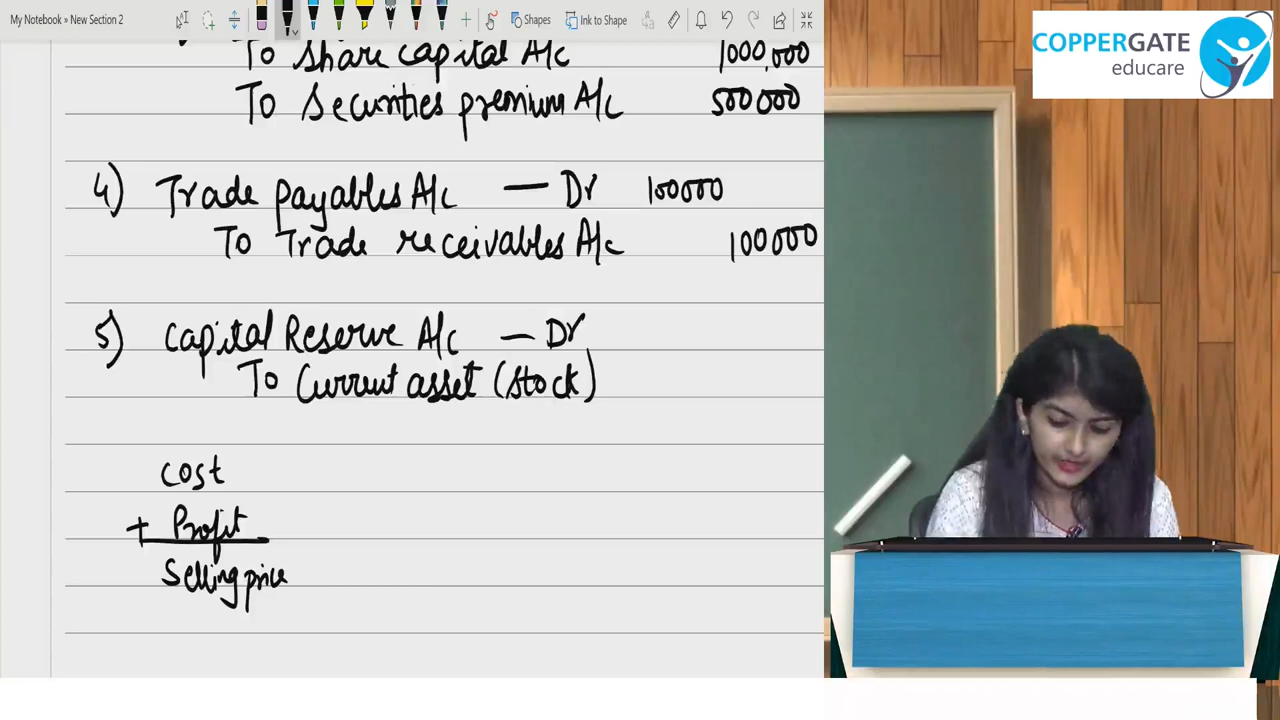 My Notebook » New Section 2
Shapes
Ink to Shape
COPPERGATE
educare
To Share capital A/c 1000,000
To Securities premium A/c 500000
4) Trade payables A/c — Dr 100000
To Trade receivables A/c 100000
5) Capital Reserve A/c — Dr
To Current asset (stock)
Cost
+ Profit
Selling price